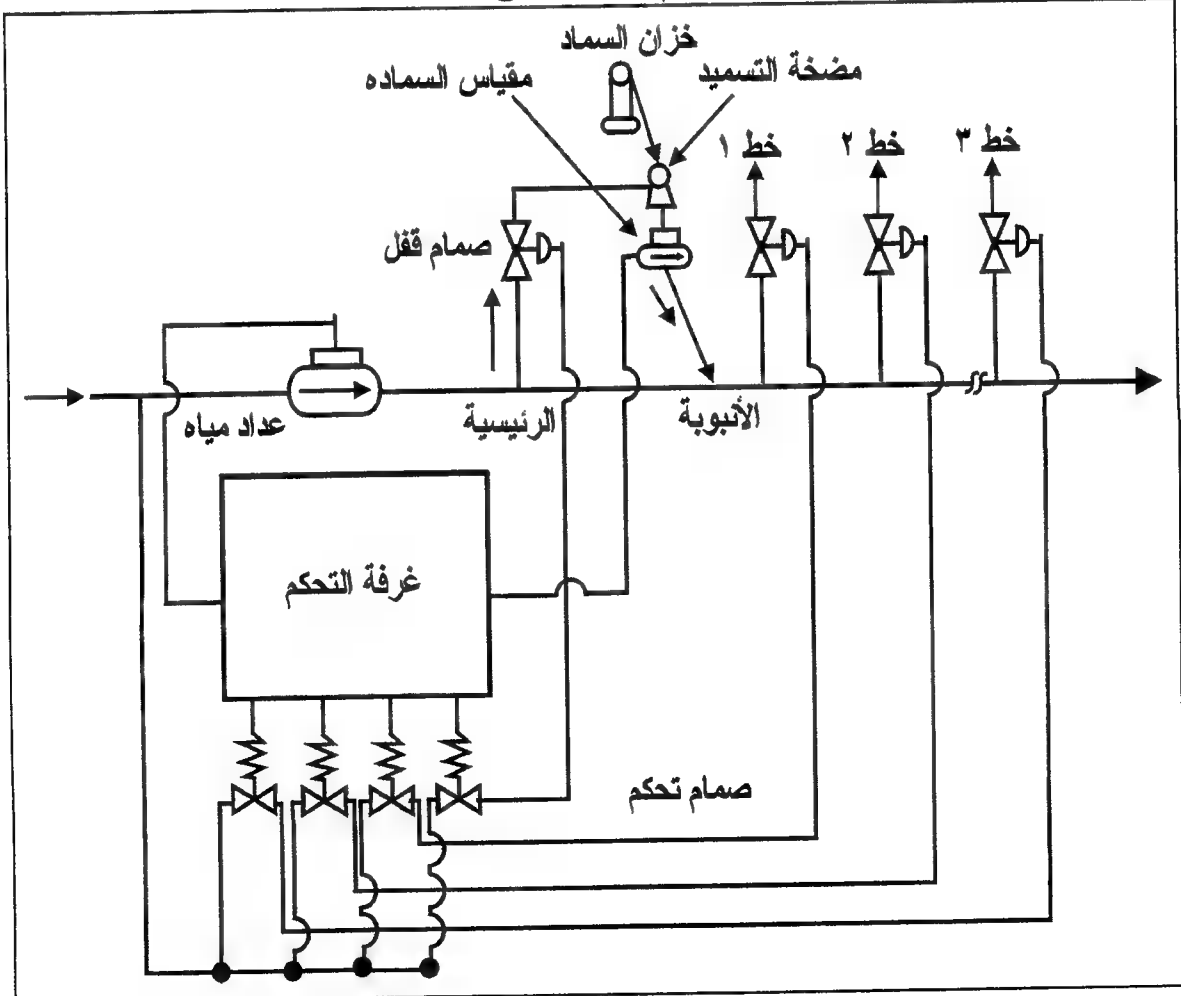 خزان السماد
مضخة التسميد
مقياس السماده
خط ١
خط ٢
خط ٣
صمام قفل
عداد مياه
الرئيسية
الأنبوبة
غرفة التحكم
صمام تحكم